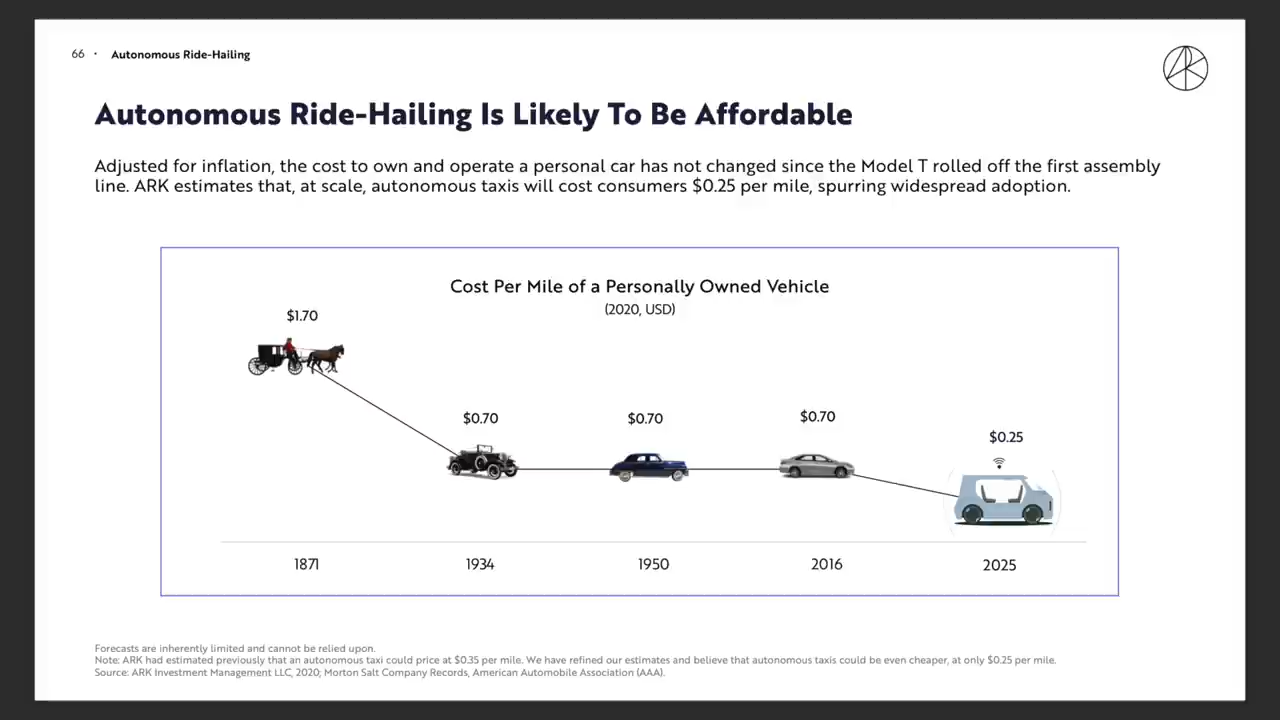 66 · Autonomous Ride-Hailing
ARK
Autonomous Ride-Hailing Is Likely To Be Affordable
Adjusted for inflation, the cost to own and operate a personal car has not changed since the Model T rolled off the first assembly
line. ARK estimates that, at scale, autonomous taxis will cost consumers $0.25 per mile, spurring widespread adoption.
Cost Per Mile of a Personally Owned Vehicle
(2020, USD)
$1.70
$0.70
$0.70
$0.70
$0.25
1871
1934
1950
2016
2025
Forecasts are inherently limited and cannot be relied upon.
Note: ARK had estimated previously that an autonomous taxi could price at $0.35 per mile. We have refined our estimates and believe that autonomous taxis could be even cheaper, at only $0.25 per mile.
Source: ARK Investment Management LLC, 2020; Morton Salt Company Records, American Automobile Association (AAA).